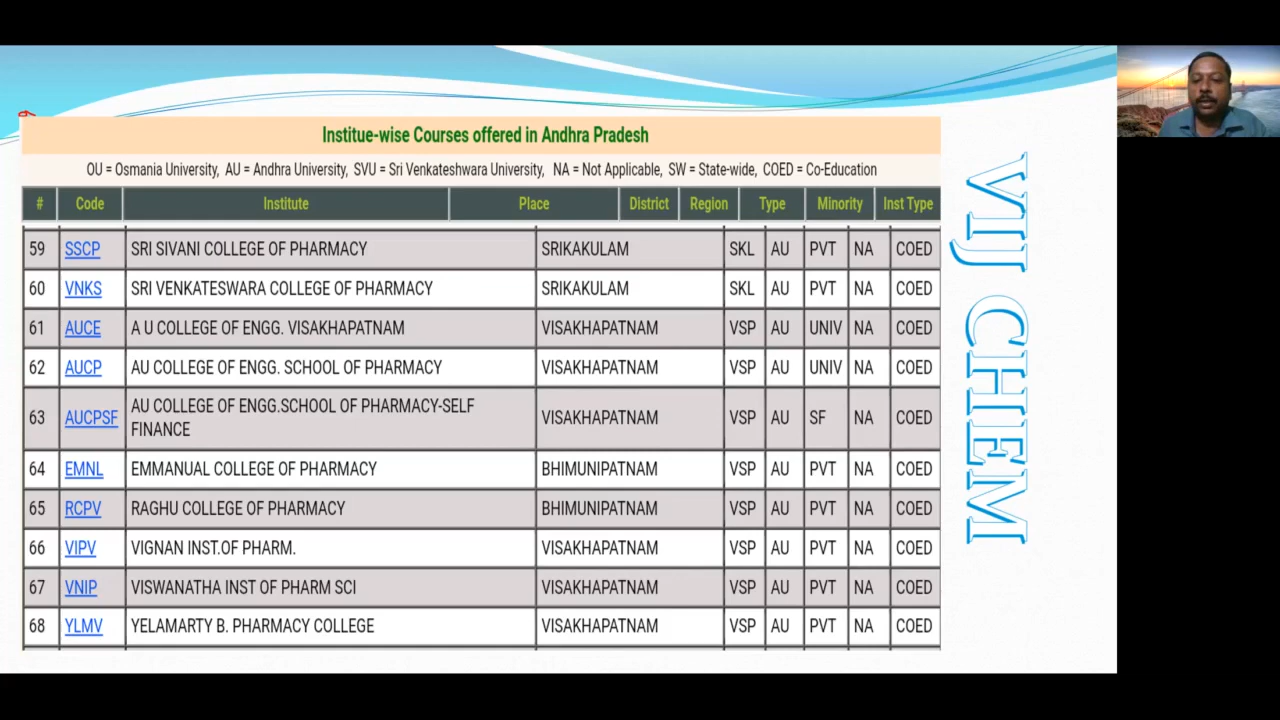 Institue-wise Courses offered in Andhra Pradesh
OU = Osmania University, AU = Andhra University, SVU = Sri Venkateshwara University, NA = Not Applicable, SW = State-wide, COED = Co-Education
# Code Institute Place District Region Type Minority Inst Type
59 SSCP SRI SIVANI COLLEGE OF PHARMACY SRIKAKULAM SKL AU PVT NA COED
60 VNKS SRI VENKATESWARA COLLEGE OF PHARMACY SRIKAKULAM SKL AU PVT NA COED
61 AUCE A U COLLEGE OF ENGG. VISAKHAPATNAM VISAKHAPATNAM VSP AU UNIV NA COED
62 AUCP AU COLLEGE OF ENGG. SCHOOL OF PHARMACY VISAKHAPATNAM VSP AU UNIV NA COED
63 AUCPSF AU COLLEGE OF ENGG.SCHOOL OF PHARMACY-SELF
FINANCE VISAKHAPATNAM VSP AU SF NA COED
64 EMNL EMMANUAL COLLEGE OF PHARMACY BHIMUNIPATNAM VSP AU PVT NA COED
65 RCPV RAGHU COLLEGE OF PHARMACY BHIMUNIPATNAM VSP AU PVT NA COED
66 VIPV VIGNAN INST.OF PHARM. VISAKHAPATNAM VSP AU PVT NA COED
67 VNIP VISWANATHA INST OF PHARM SCI VISAKHAPATNAM VSP AU PVT NA COED
68 YLMV YELAMARTY B. PHARMACY COLLEGE VISAKHAPATNAM VSP AU PVT NA COED
VIJ CHEM